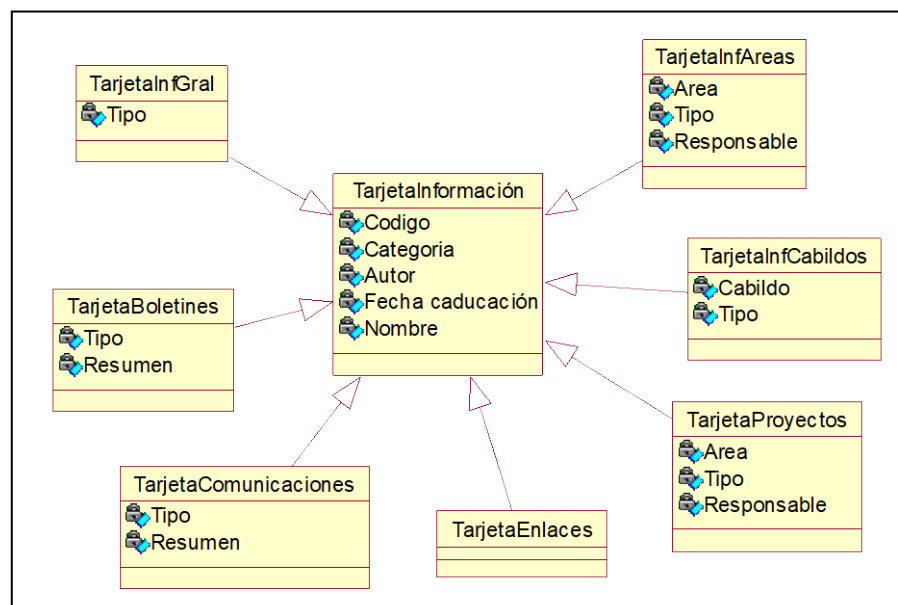 TarjetaInfGral
Tipo
TarjetaInfAreas
Area
Tipo
Responsable
TarjetaInformación
Codigo
Categoria
Autor
Fecha caducación
Nombre
TarjetaInfCabildos
Cabildo
Tipo
TarjetaBoletines
Tipo
Resumen
TarjetaProyectos
Area
Tipo
Responsable
TarjetaComunicaciones
Tipo
Resumen
TarjetaEnlaces